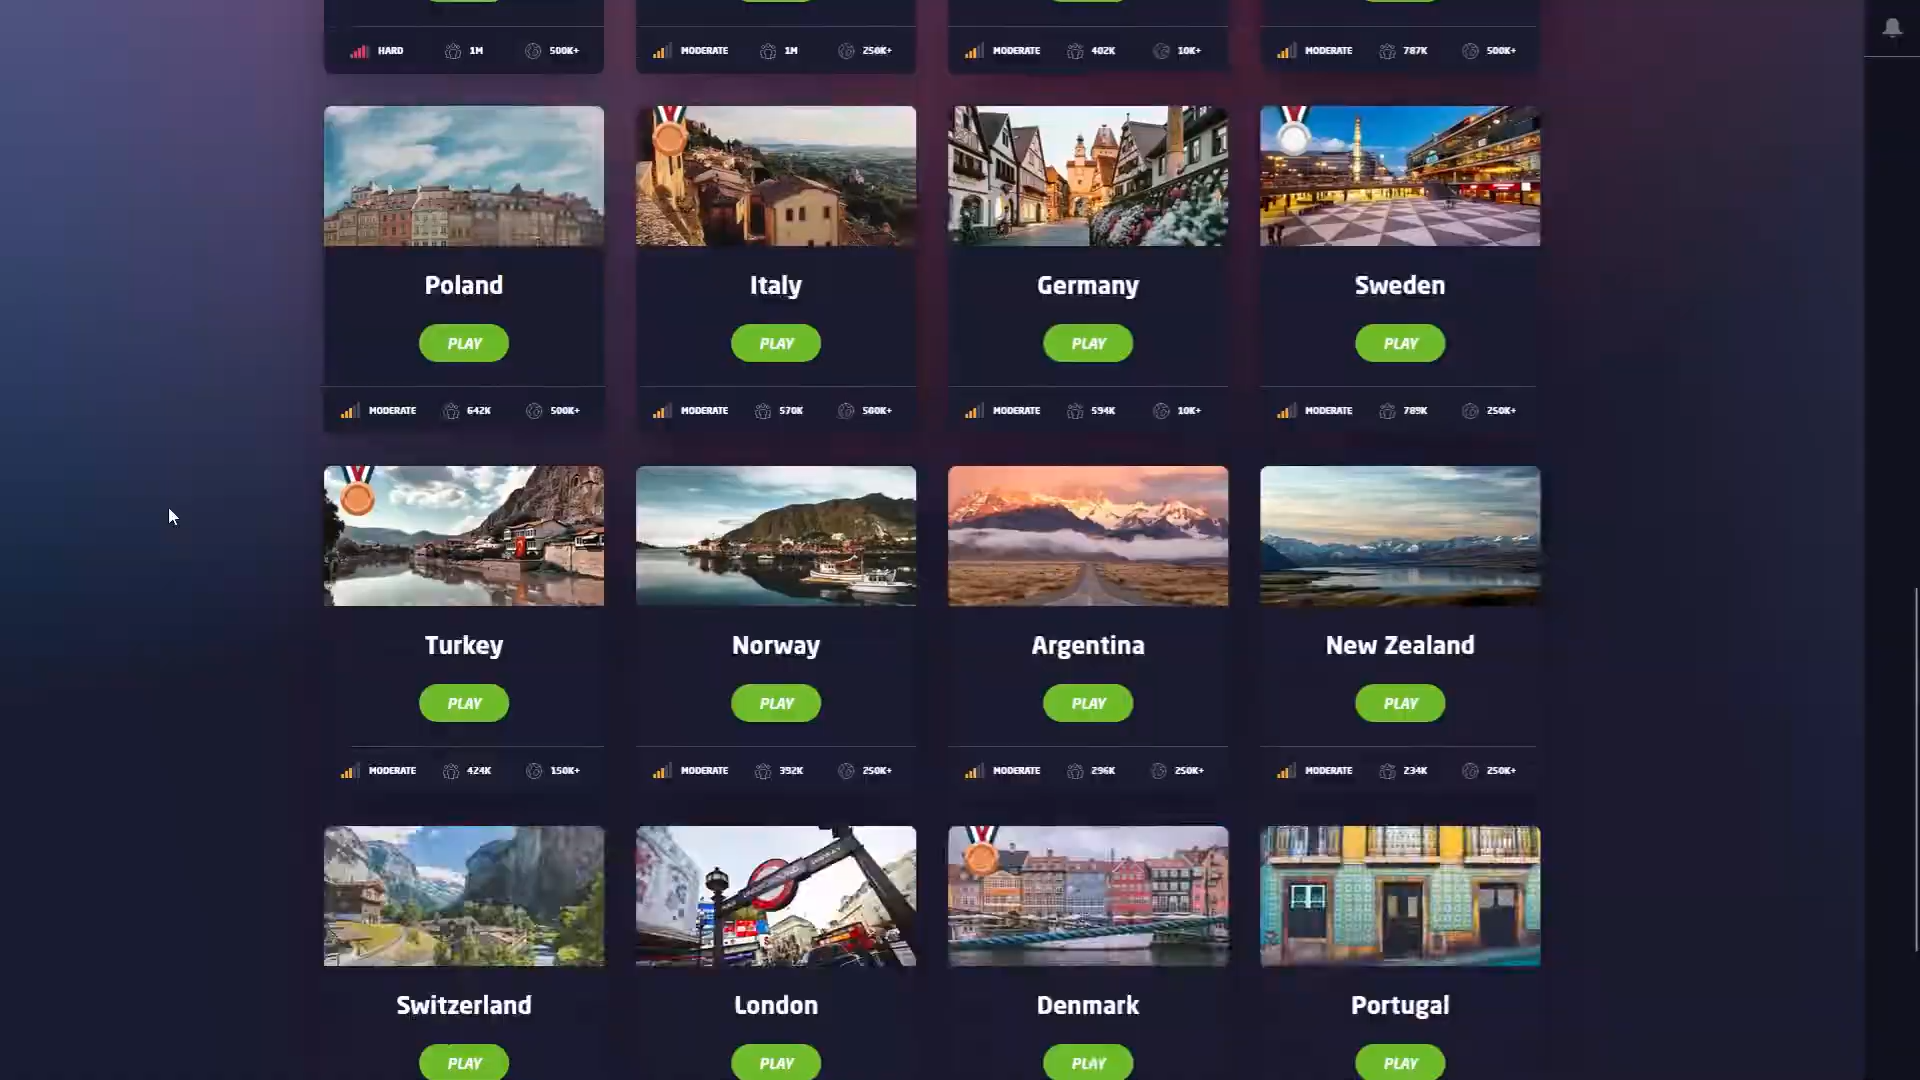 HARD 1M 500K+ MODERATE 1M 250K+ MODERATE 402K 10K+ MODERATE 787K 500K+
Poland Italy Germany Sweden
PLAY PLAY PLAY PLAY
MODERATE 642K 500K+ MODERATE 570K 500K+ MODERATE 594K 10K+ MODERATE 789K 250K+
Turkey Norway Argentina New Zealand
PLAY PLAY PLAY PLAY
MODERATE 424K 150K+ MODERATE 392K 250K+ MODERATE 296K 250K+ MODERATE 234K 250K+
UNDERGROUND
Switzerland London Denmark Portugal
PLAY PLAY PLAY PLAY